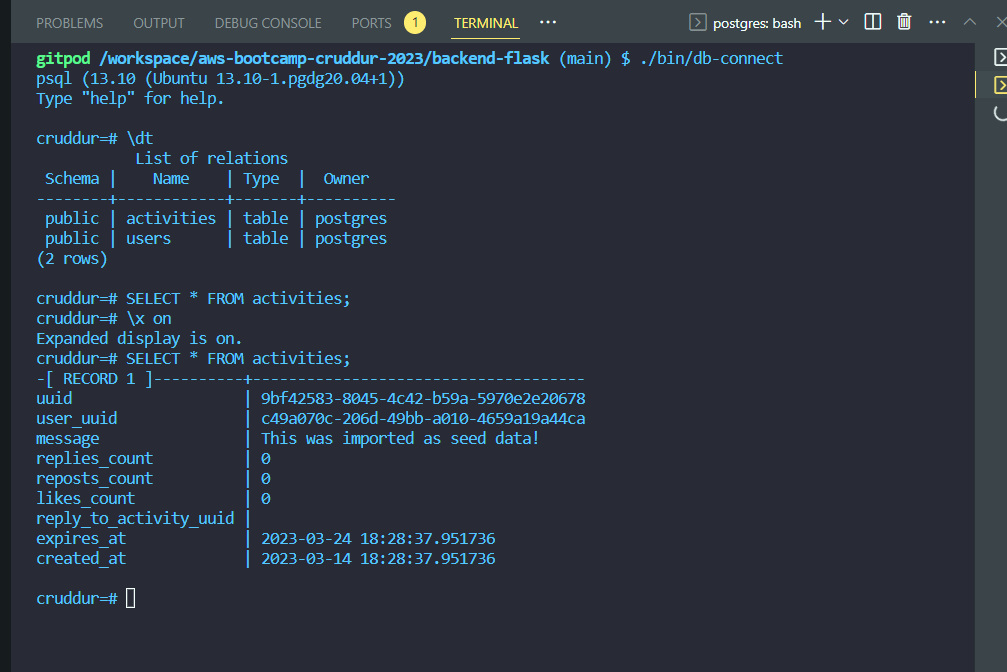 PROBLEMS OUTPUT DEBUG CONSOLE PORTS 1 TERMINAL ... postgres: bash
gitpod /workspace/aws-bootcamp-cruddur-2023/backend-flask (main) $ ./bin/db-connect
psql (13.10 (Ubuntu 13.10-1.pgdg20.04+1))
Type "help" for help.
cruddur=# \dt
List of relations
Schema | Name | Type | Owner
--------+------------+-------+----------
public | activities | table | postgres
public | users | table | postgres
(2 rows)
cruddur=# SELECT * FROM activities;
cruddur=# \x on
Expanded display is on.
cruddur=# SELECT * FROM activities;
-[ RECORD 1 ]----------+-------------------------------------
uuid | 9bf42583-8045-4c42-b59a-5970e2e20678
user_uuid | c49a070c-206d-49bb-a010-4659a19a44ca
message | This was imported as seed data!
replies_count | 0
reposts_count | 0
likes_count | 0
reply_to_activity_uuid |
expires_at | 2023-03-24 18:28:37.951736
created_at | 2023-03-14 18:28:37.951736
cruddur=#